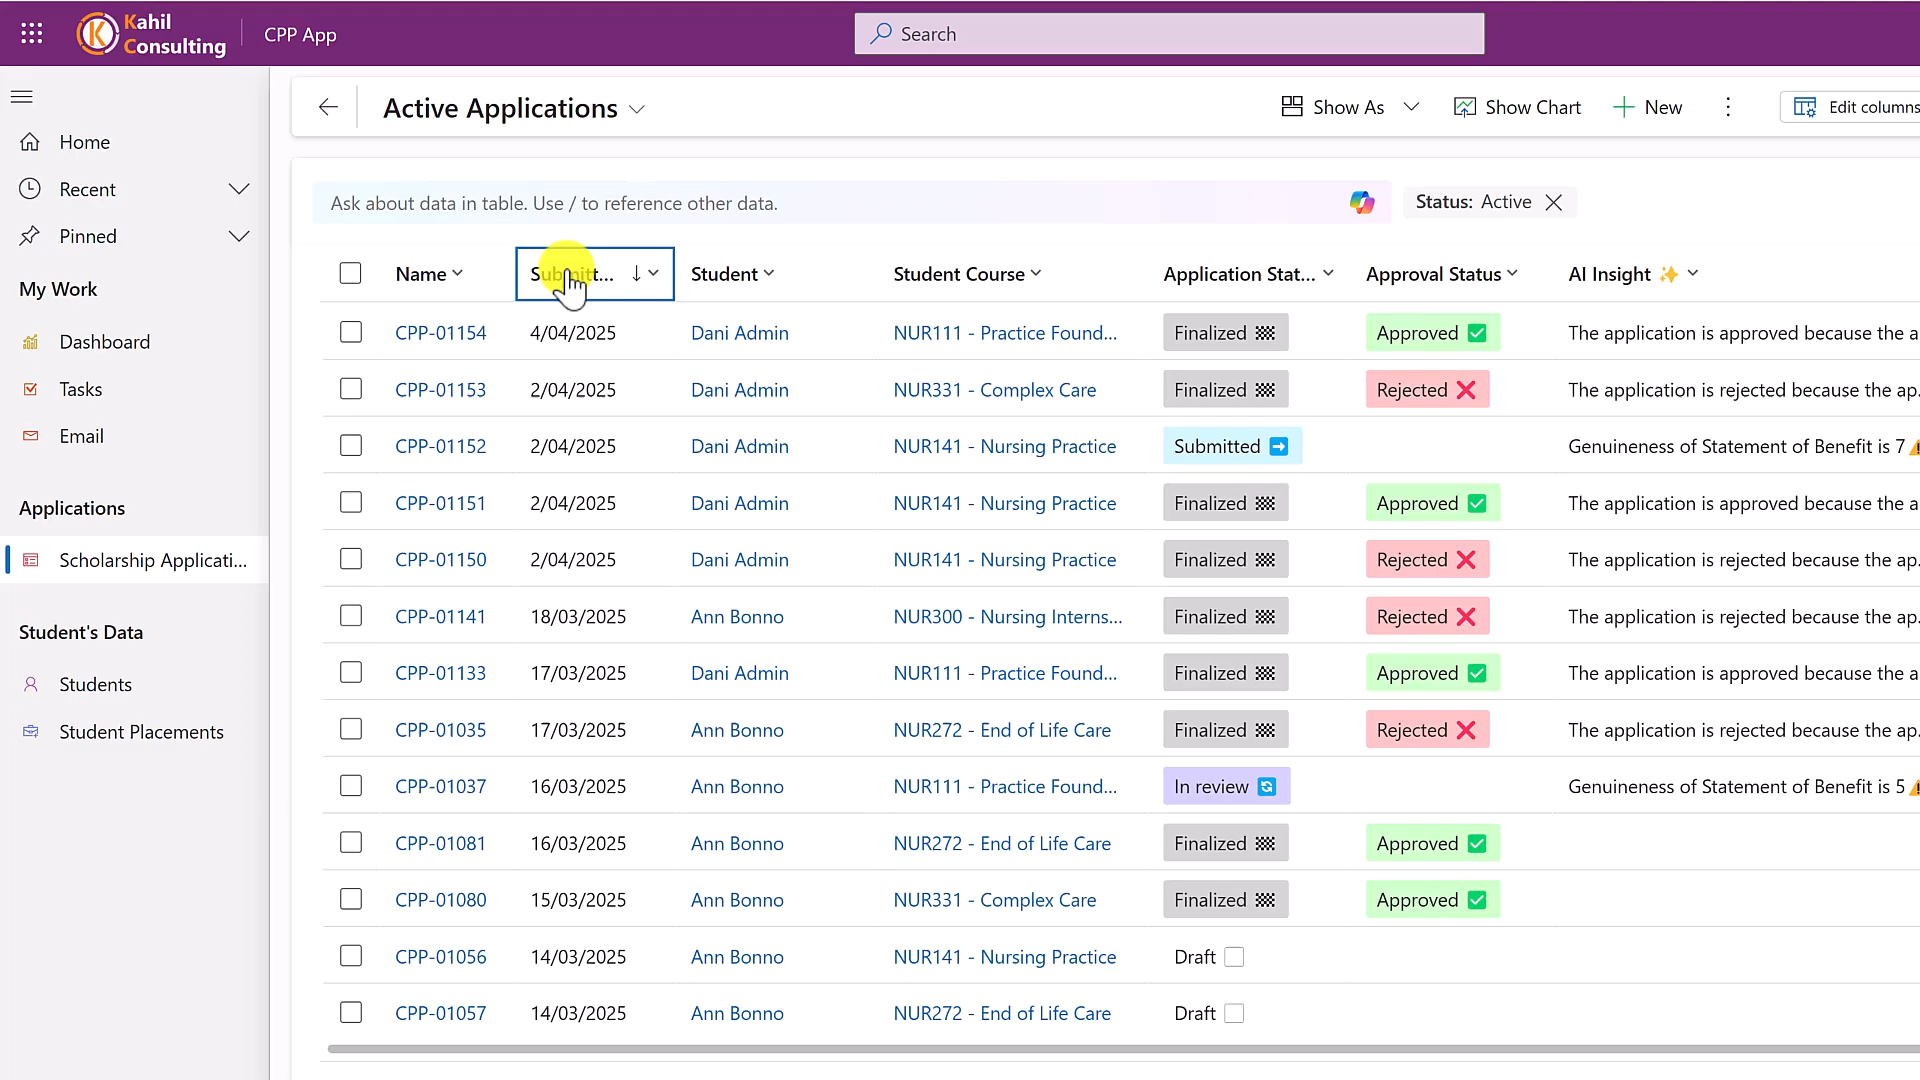 Kahil
Consulting
CPP App
Search
Home
Recent
Pinned
My Work
Dashboard
Tasks
Email
Applications
Scholarship Applicati...
Student's Data
Students
Student Placements
Active Applications
Show As
Show Chart
New
Edit columns
Ask about data in table. Use / to reference other data.
Status: Active
Name Submitt... Student Student Course Application Stat... Approval Status AI Insight ✨
CPP-01154 4/04/2025 Dani Admin NUR111 - Practice Found... Finalized Approved The application is approved because the a
CPP-01153 2/04/2025 Dani Admin NUR331 - Complex Care Finalized Rejected The application is rejected because the ap.
CPP-01152 2/04/2025 Dani Admin NUR141 - Nursing Practice Submitted Genuineness of Statement of Benefit is 7
CPP-01151 2/04/2025 Dani Admin NUR141 - Nursing Practice Finalized Approved The application is approved because the a
CPP-01150 2/04/2025 Dani Admin NUR141 - Nursing Practice Finalized Rejected The application is rejected because the ap.
CPP-01141 18/03/2025 Ann Bonno NUR300 - Nursing Interns... Finalized Rejected The application is rejected because the ap.
CPP-01133 17/03/2025 Dani Admin NUR111 - Practice Found... Finalized Approved The application is approved because the a
CPP-01035 17/03/2025 Ann Bonno NUR272 - End of Life Care Finalized Rejected The application is rejected because the ap.
CPP-01037 16/03/2025 Ann Bonno NUR111 - Practice Found... In review Genuineness of Statement of Benefit is 5
CPP-01081 16/03/2025 Ann Bonno NUR272 - End of Life Care Finalized Approved
CPP-01080 15/03/2025 Ann Bonno NUR331 - Complex Care Finalized Approved
CPP-01056 14/03/2025 Ann Bonno NUR141 - Nursing Practice Draft
CPP-01057 14/03/2025 Ann Bonno NUR272 - End of Life Care Draft